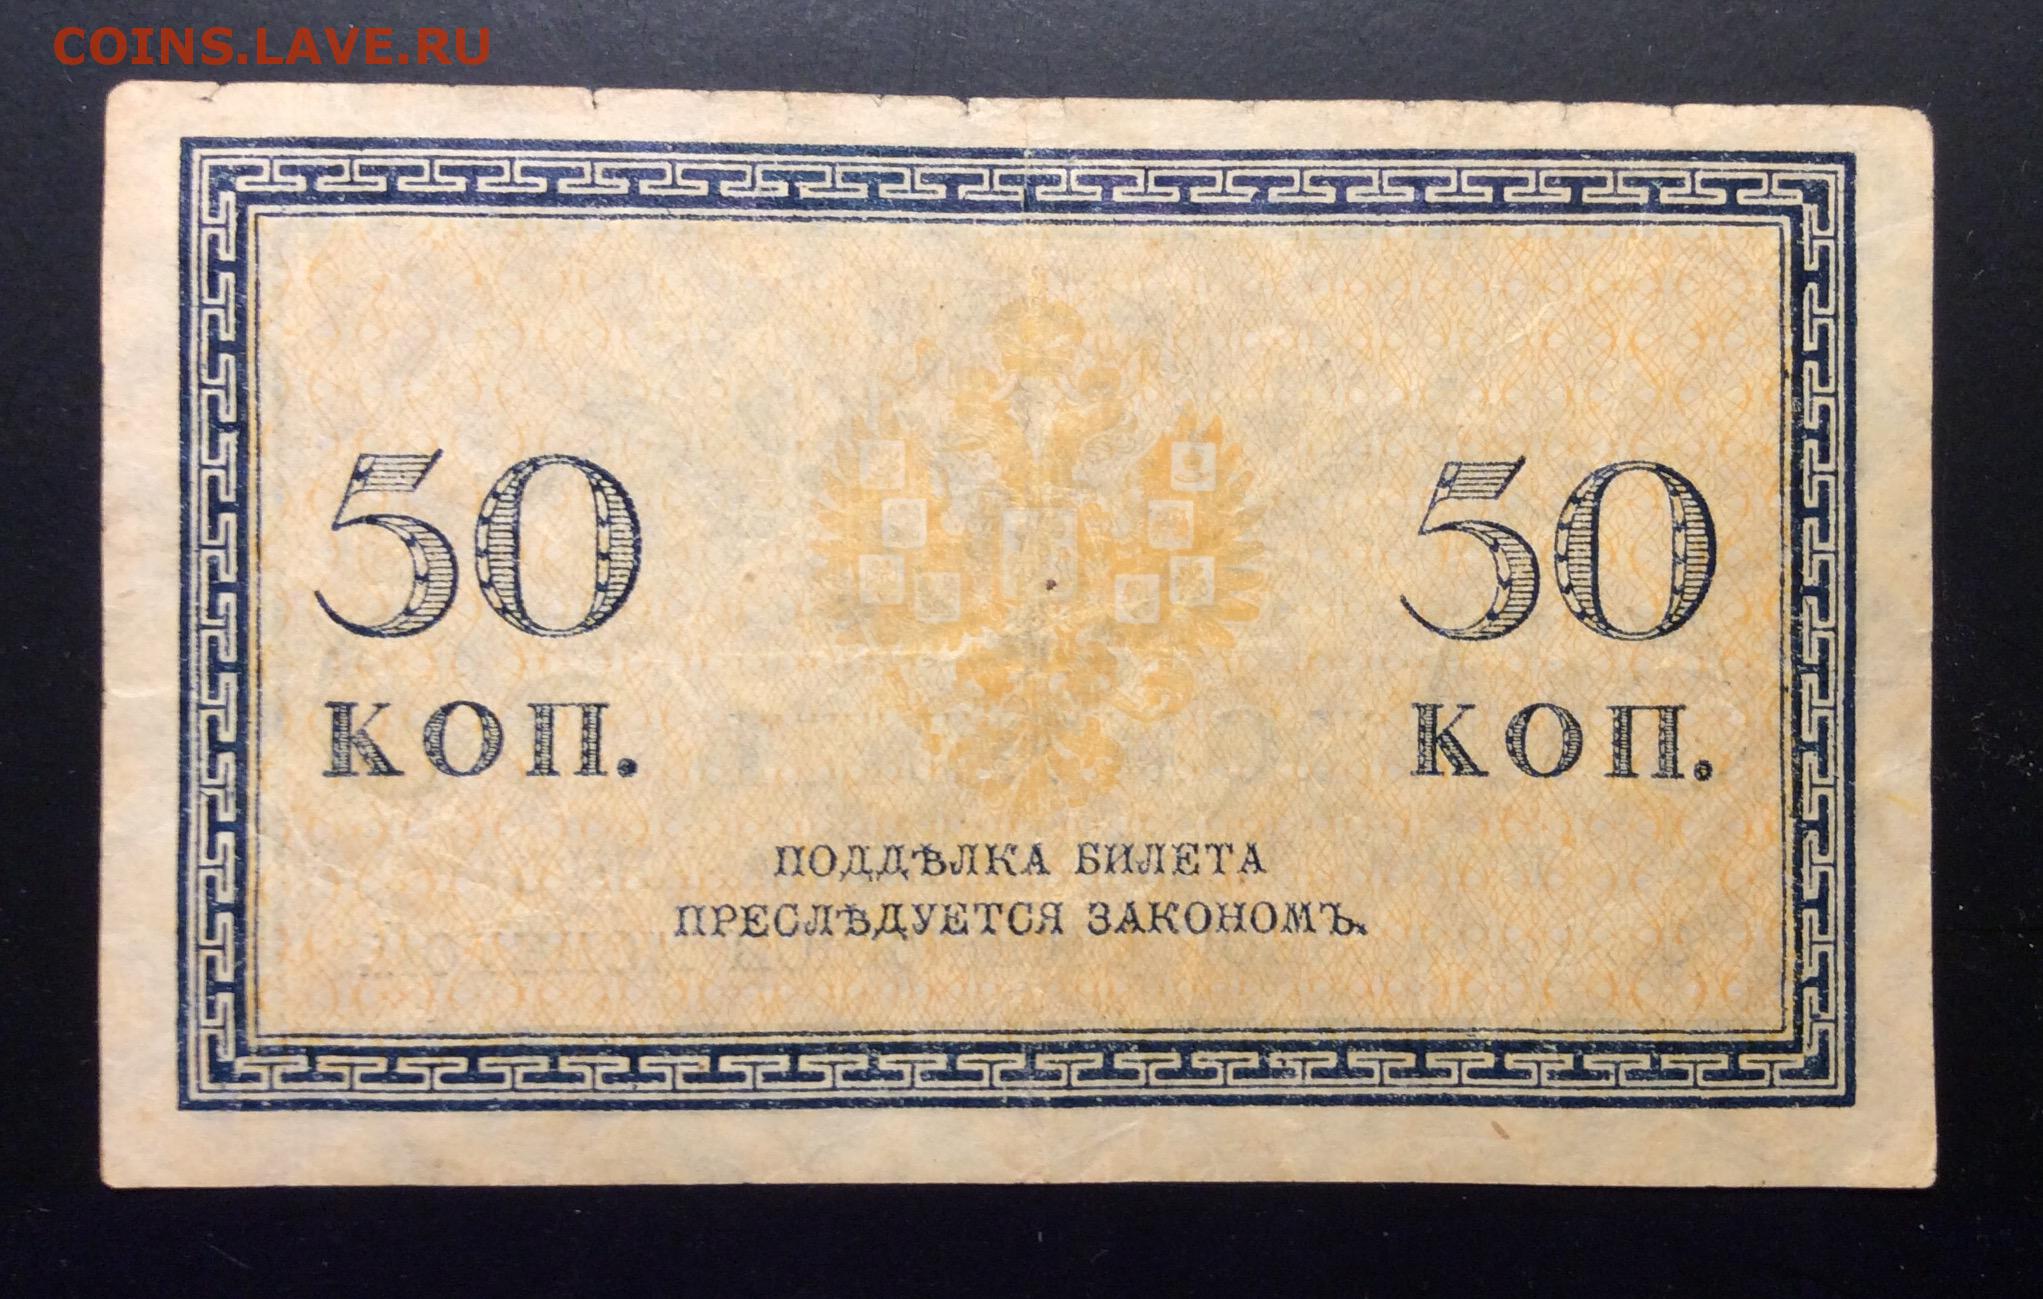 COINS.LAVE.RU
50 50
КОП. КОП.
ПОДДѢЛКА БИЛЕТА
ПРЕСЛѢДУЕТСЯ ЗАКОНОМЪ.